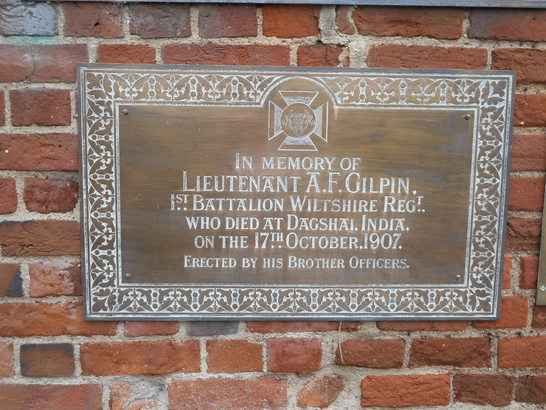 IN MEMORY OF
LIEUTENANT A.F. GILPIN.
1ST BATTALION WILTSHIRE REGT.
WHO DIED AT DAGSHAI, INDIA,
ON THE 17TH OCTOBER, 1907.
ERECTED BY HIS BROTHER OFFICERS.